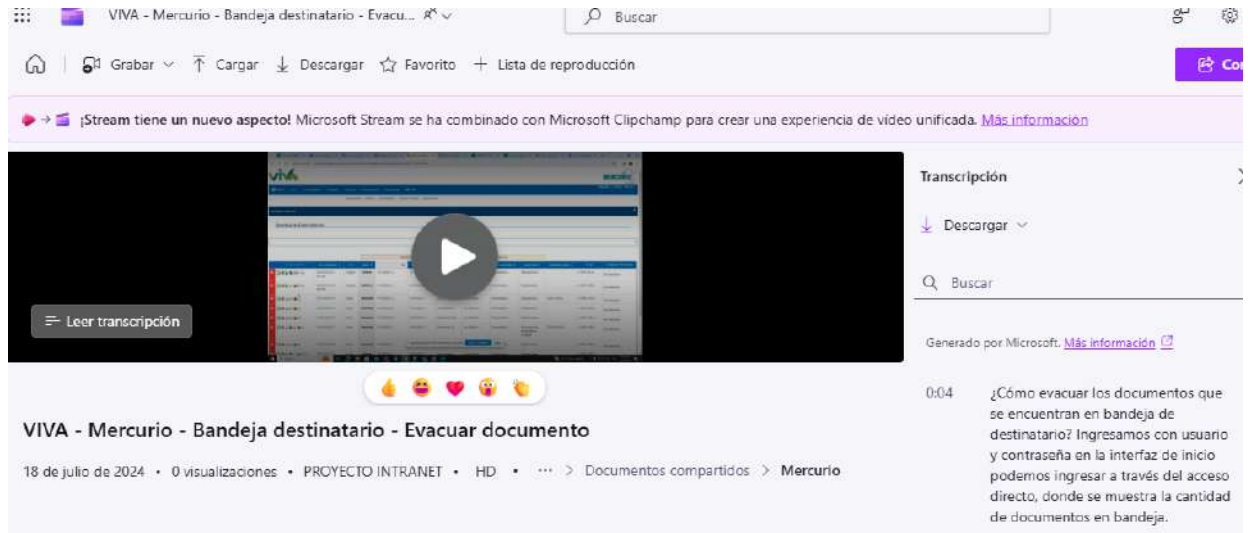 VIVA - Mercurio - Bandeja destinatario - Evacu...
Buscar
Grabar
Cargar
Descargar
Favorito
Lista de reproducción
Co
¡Stream tiene un nuevo aspecto! Microsoft Stream se ha combinado con Microsoft Clipchamp para crear una experiencia de vídeo unificada. Más información
viva
Leer transcripción
VIVA - Mercurio - Bandeja destinatario - Evacuar documento
18 de julio de 2024 • 0 visualizaciones • PROYECTO INTRANET • HD • ··· > Documentos compartidos > Mercurio
Transcripción
Descargar
Buscar
Generado por Microsoft. Más información
0:04
¿Cómo evacuar los documentos que
se encuentran en bandeja de
destinatario? Ingresamos con usuario
y contraseña en la interfaz de inicio
podemos ingresar a través del acceso
directo, donde se muestra la cantidad
de documentos en bandeja.